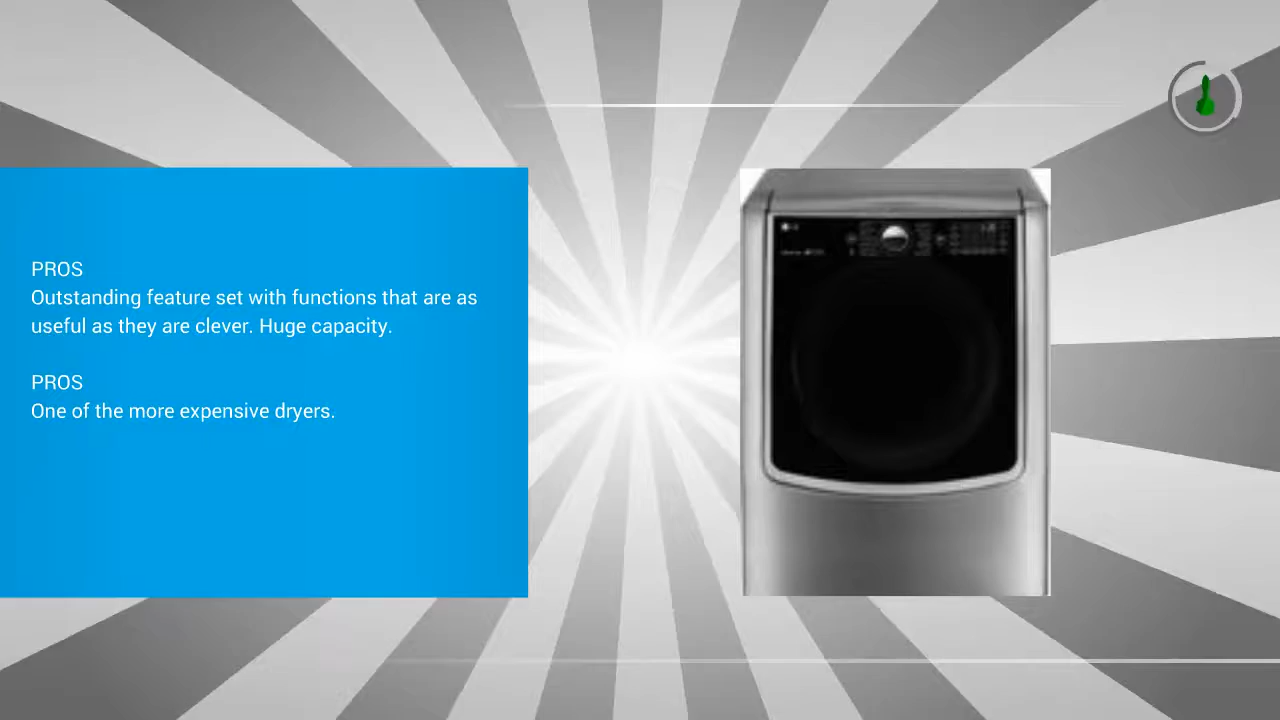 PROS
Outstanding feature set with functions that are as
useful as they are clever. Huge capacity.
PROS
One of the more expensive dryers.